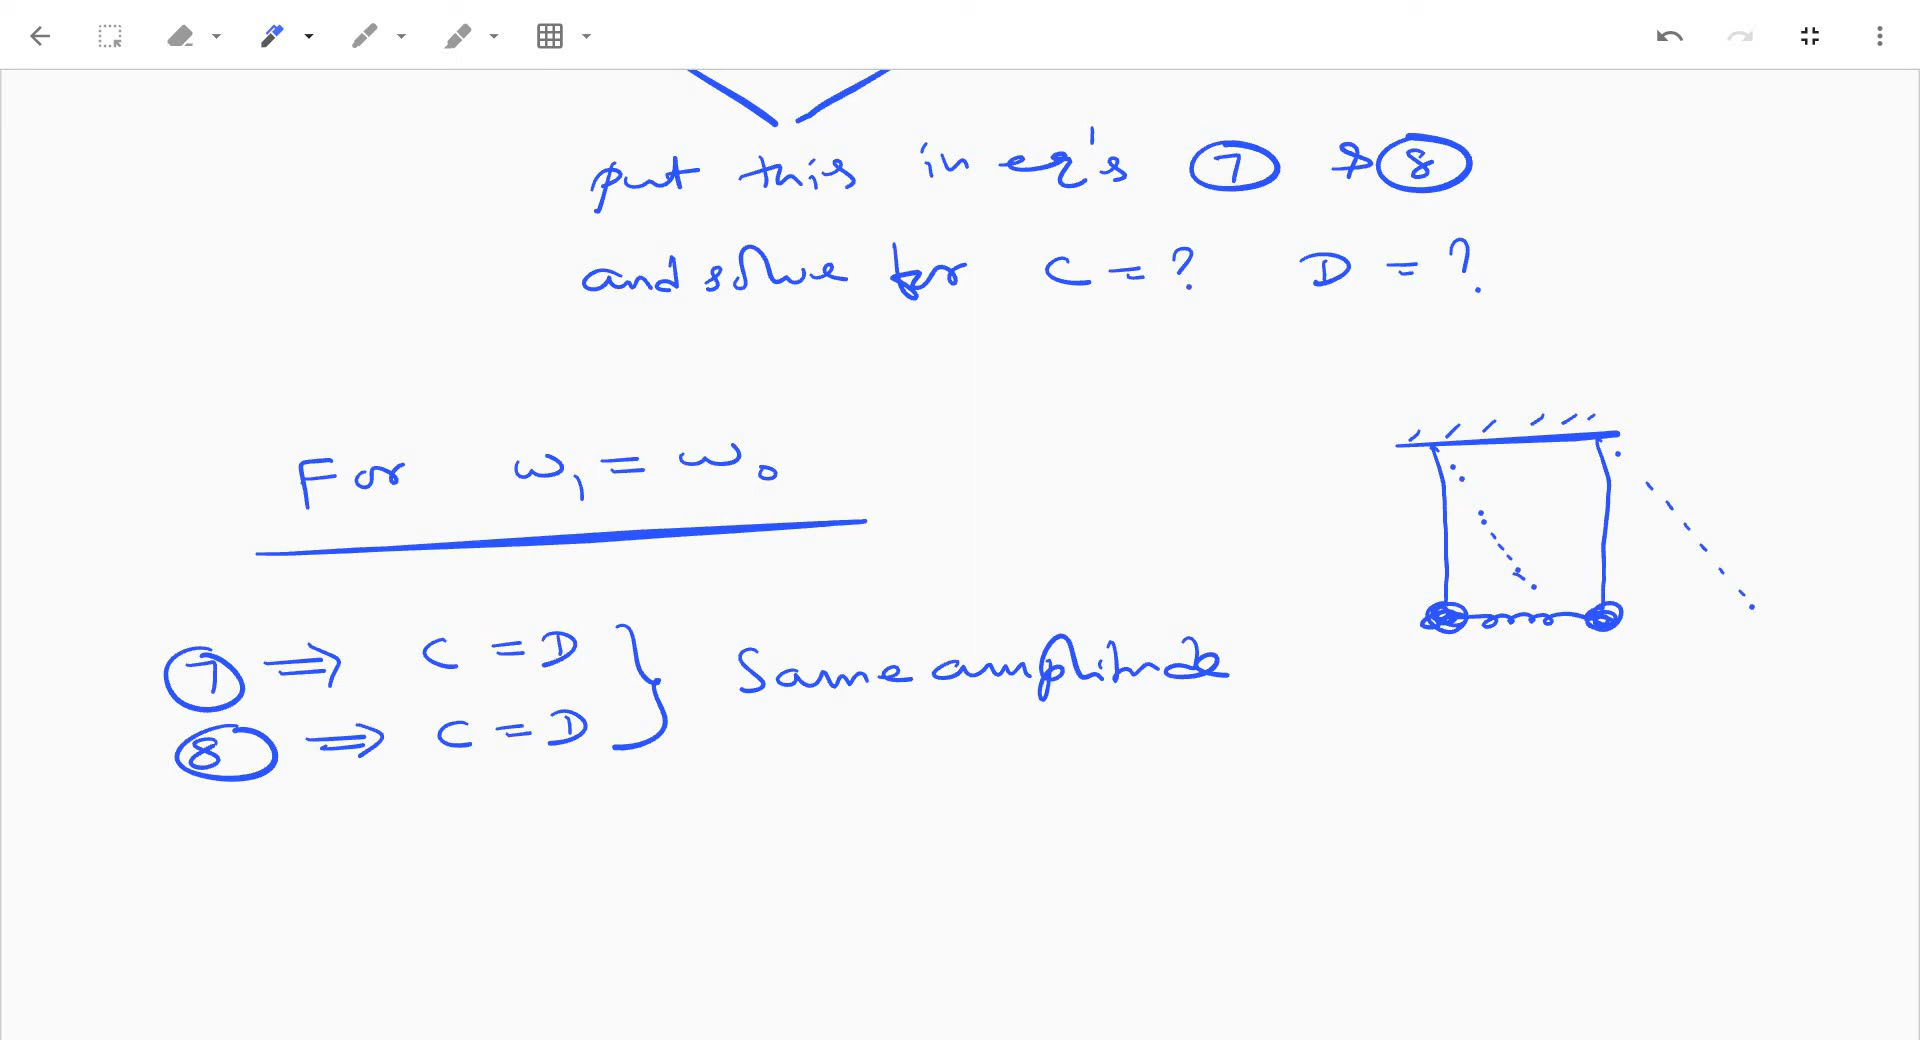 put this in eq's ⑦ & ⑧
and solve for C = ? D = ?
For ω₁ = ω₀
⑦ ⇒ C = D
⑧ ⇒ C = D } Same amplitude